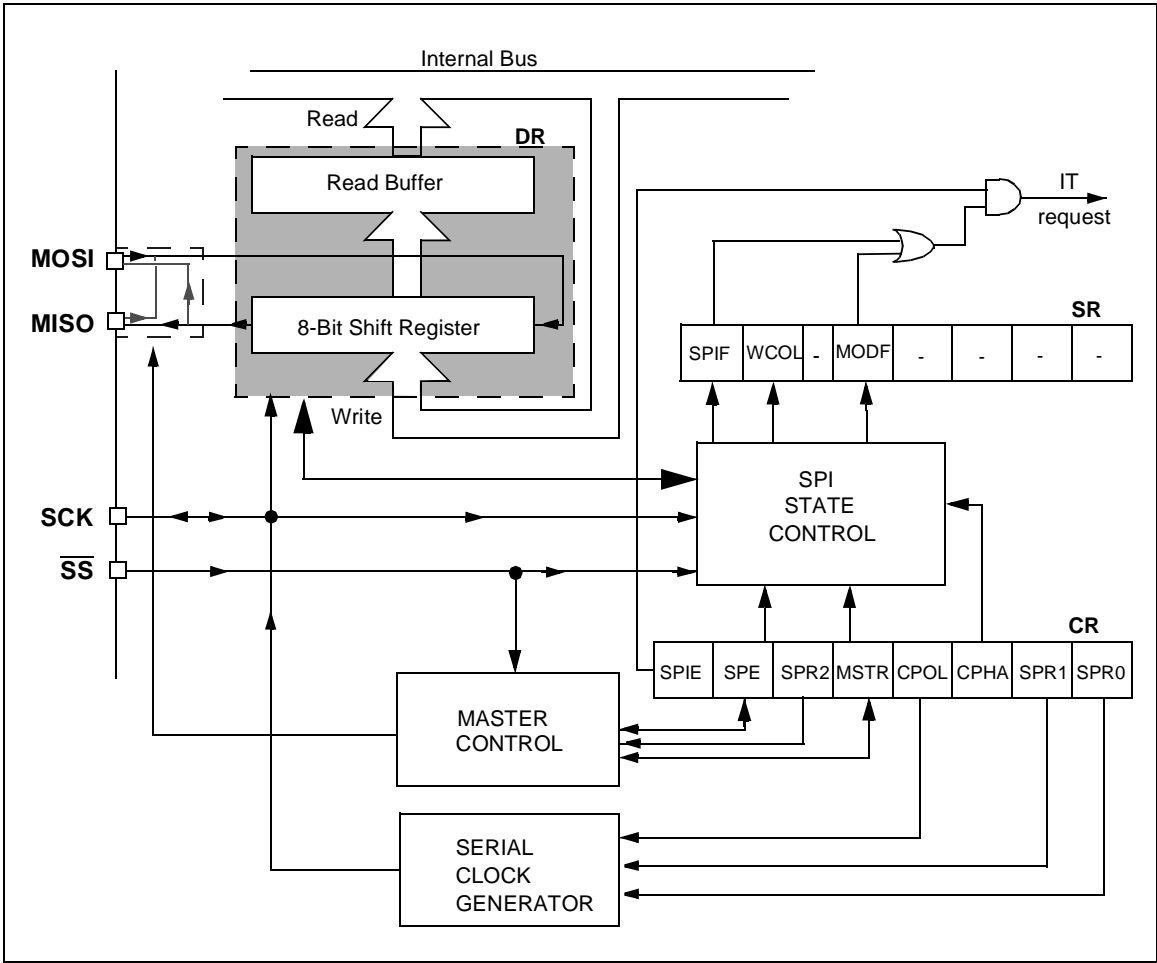 Internal Bus
Read
DR
Read Buffer
IT
request
MOSI
MISO
8-Bit Shift Register
SR
SPIF WCOL - MODF - - - -
Write
SPI
STATE
CONTROL
SCK
SS
CR
SPIE SPE SPR2 MSTR CPOL CPHA SPR1 SPR0
MASTER
CONTROL
SERIAL
CLOCK
GENERATOR